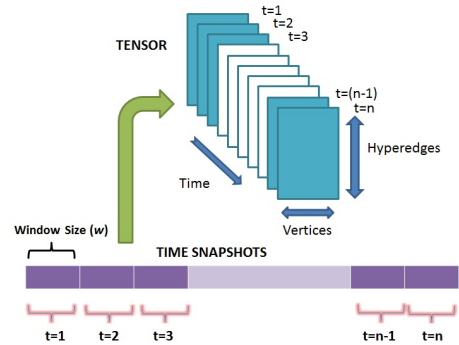 t=1
t=2
t=3
TENSOR
t=(n-1)
t=n
Hyperedges
Time
Vertices
Window Size (w)
TIME SNAPSHOTS
t=1 t=2 t=3 t=n-1 t=n